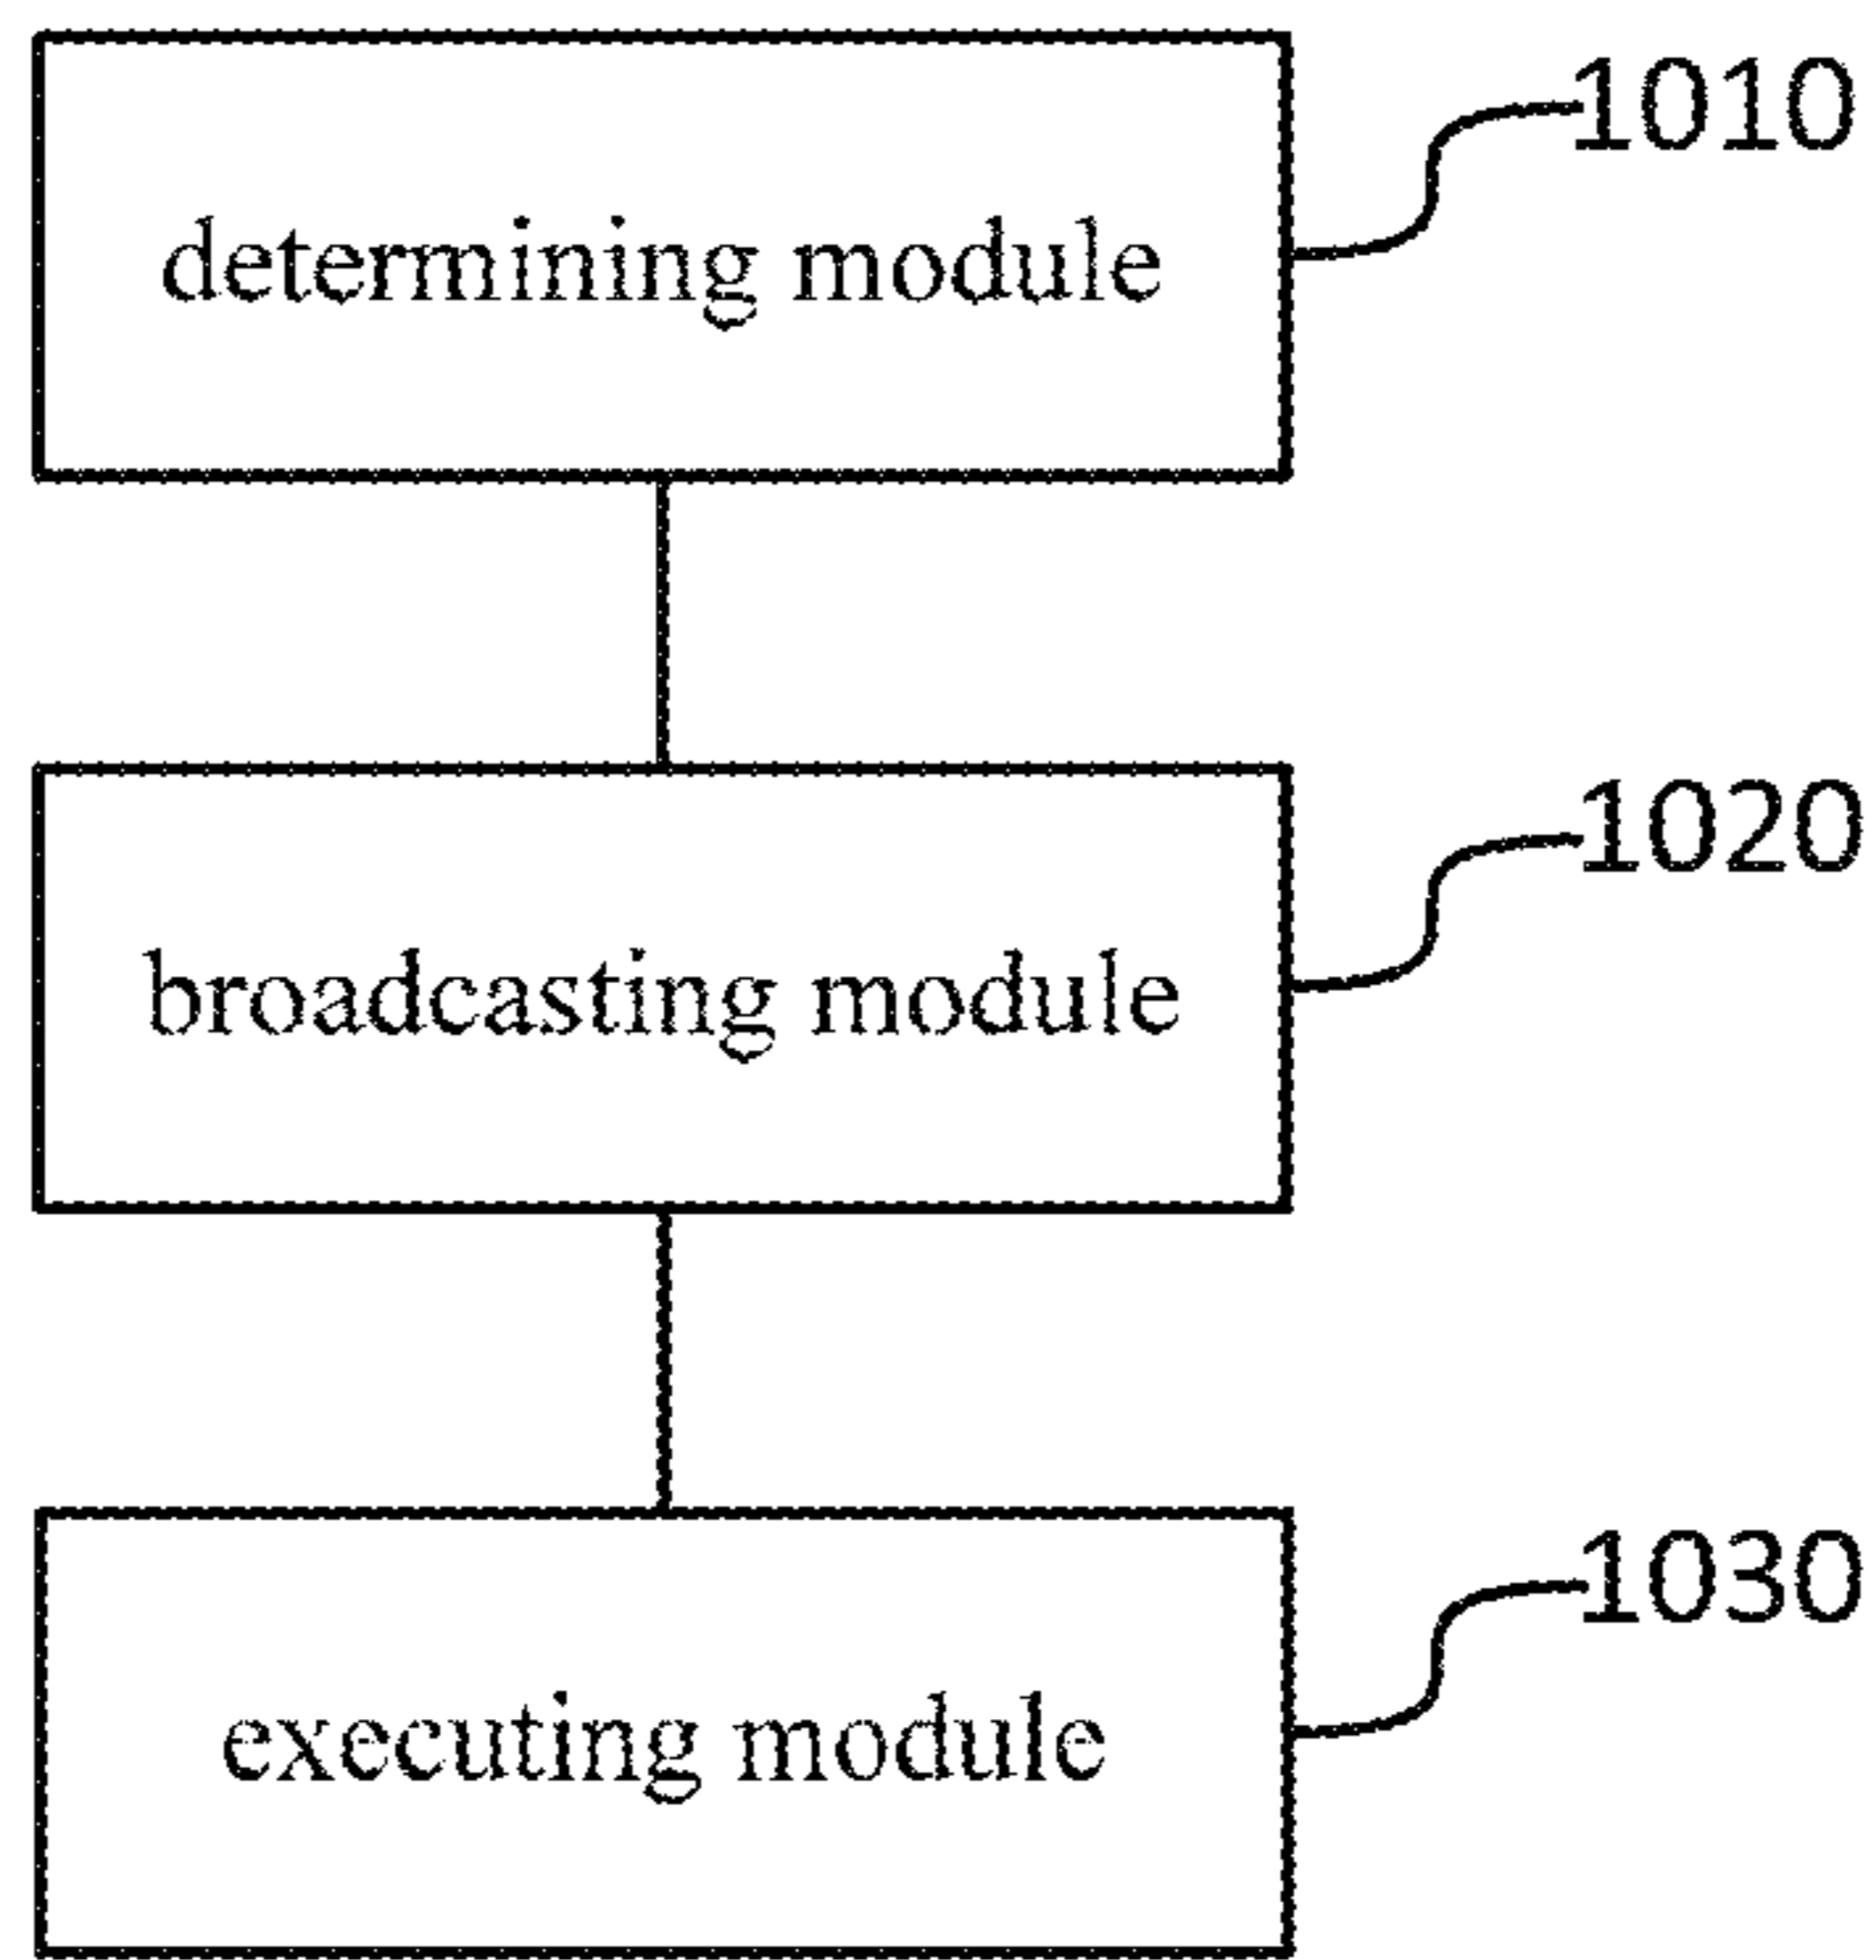 1010
determining module
1020
broadcasting module
1030
executing module